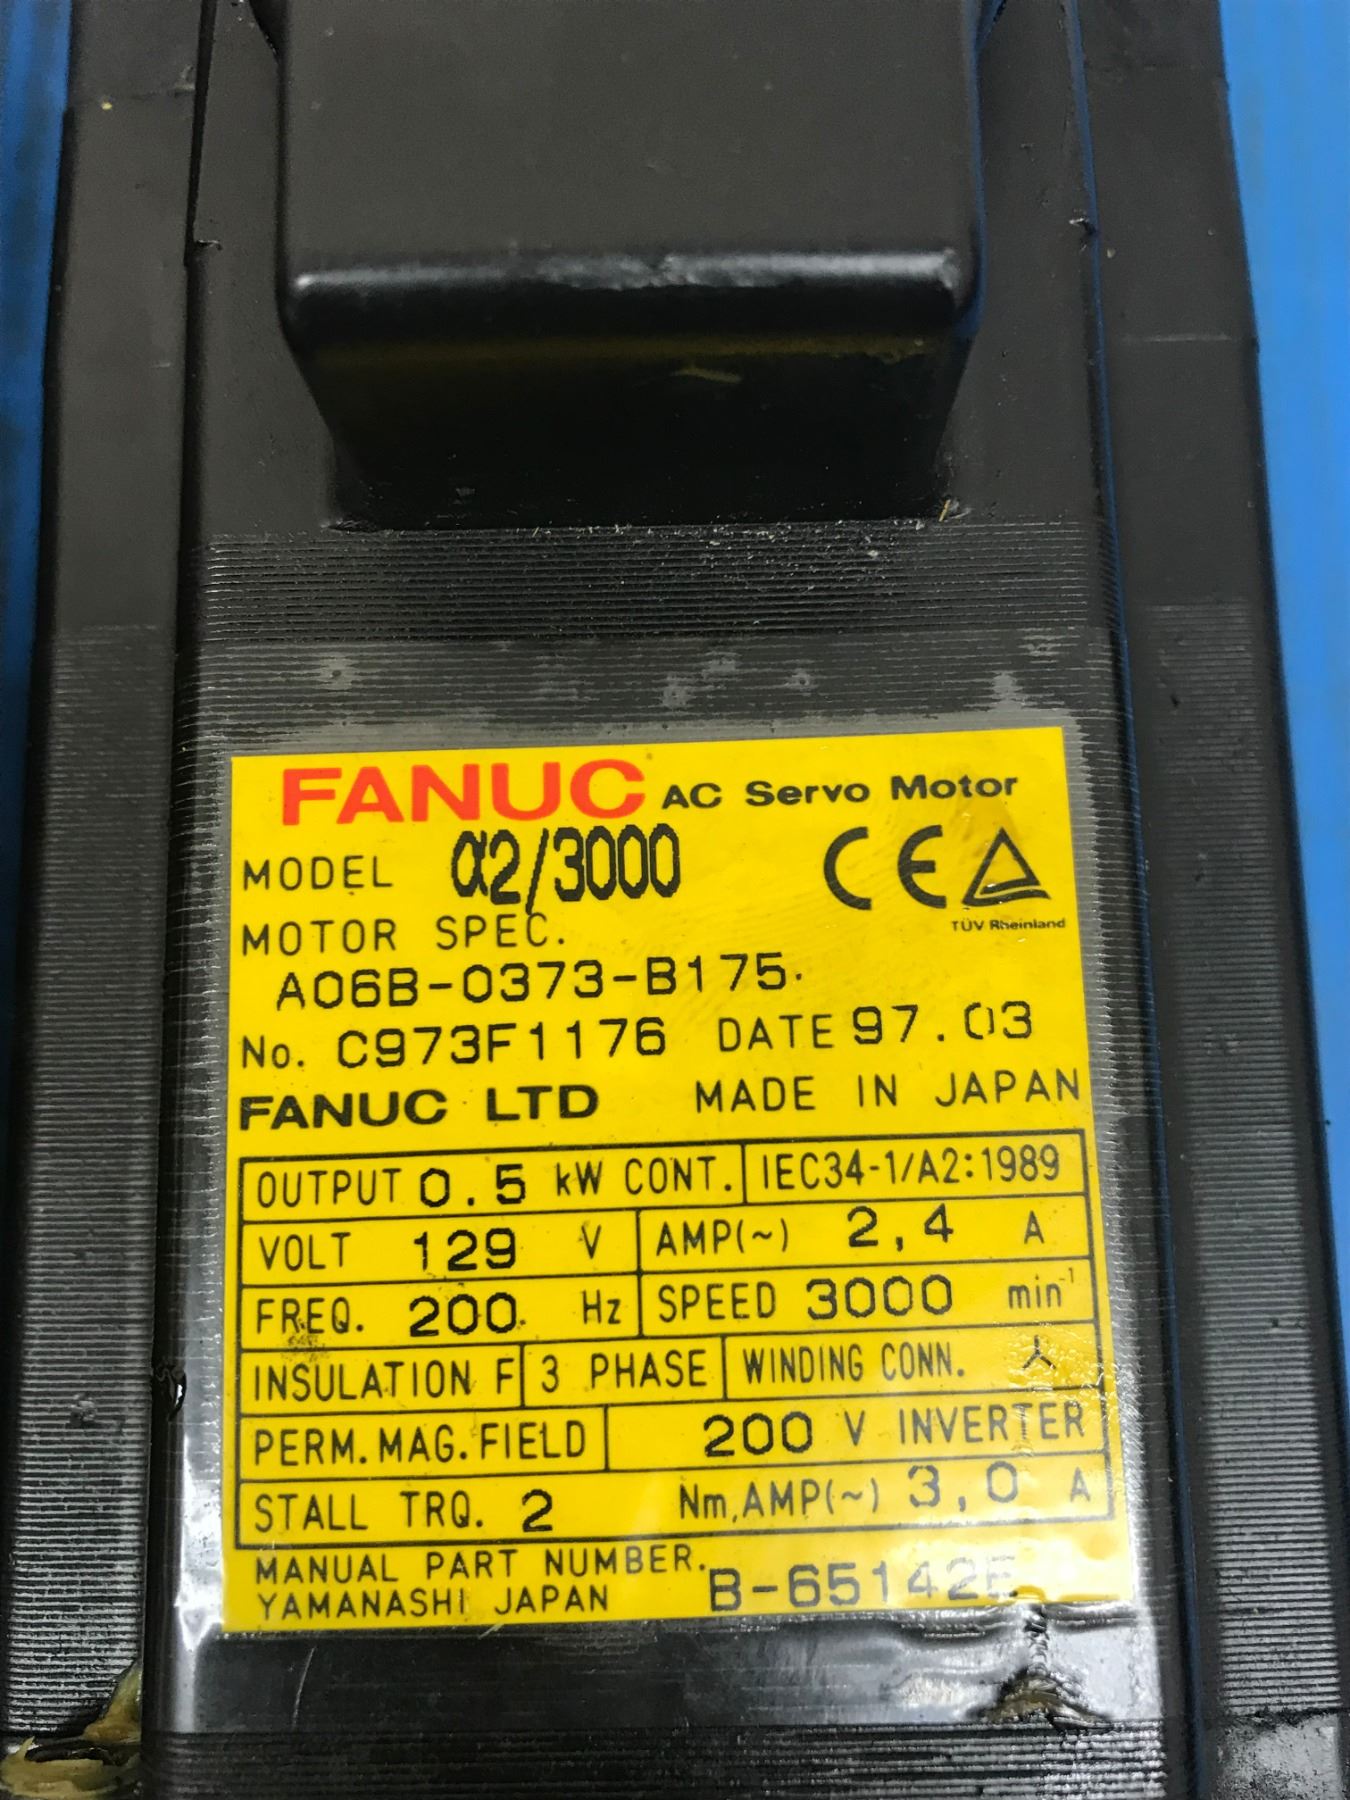 FANUC AC Servo Motor
MODEL α2/3000 CE
TÜV Rheinland
MOTOR SPEC.
A06B-0373-B175.
No. C973F1176 DATE 97.03
FANUC LTD MADE IN JAPAN
OUTPUT 0.5 kW CONT. IEC34-1/A2:1989
VOLT 129 V AMP(~) 2,4 A
FREQ. 200 Hz SPEED 3000 min⁻¹
INSULATION F 3 PHASE WINDING CONN.
PERM.MAG.FIELD 200 V INVERTER
STALL TRQ. 2 Nm,AMP(~) 3,0 A
MANUAL PART NUMBER. B-65142E
YAMANASHI JAPAN